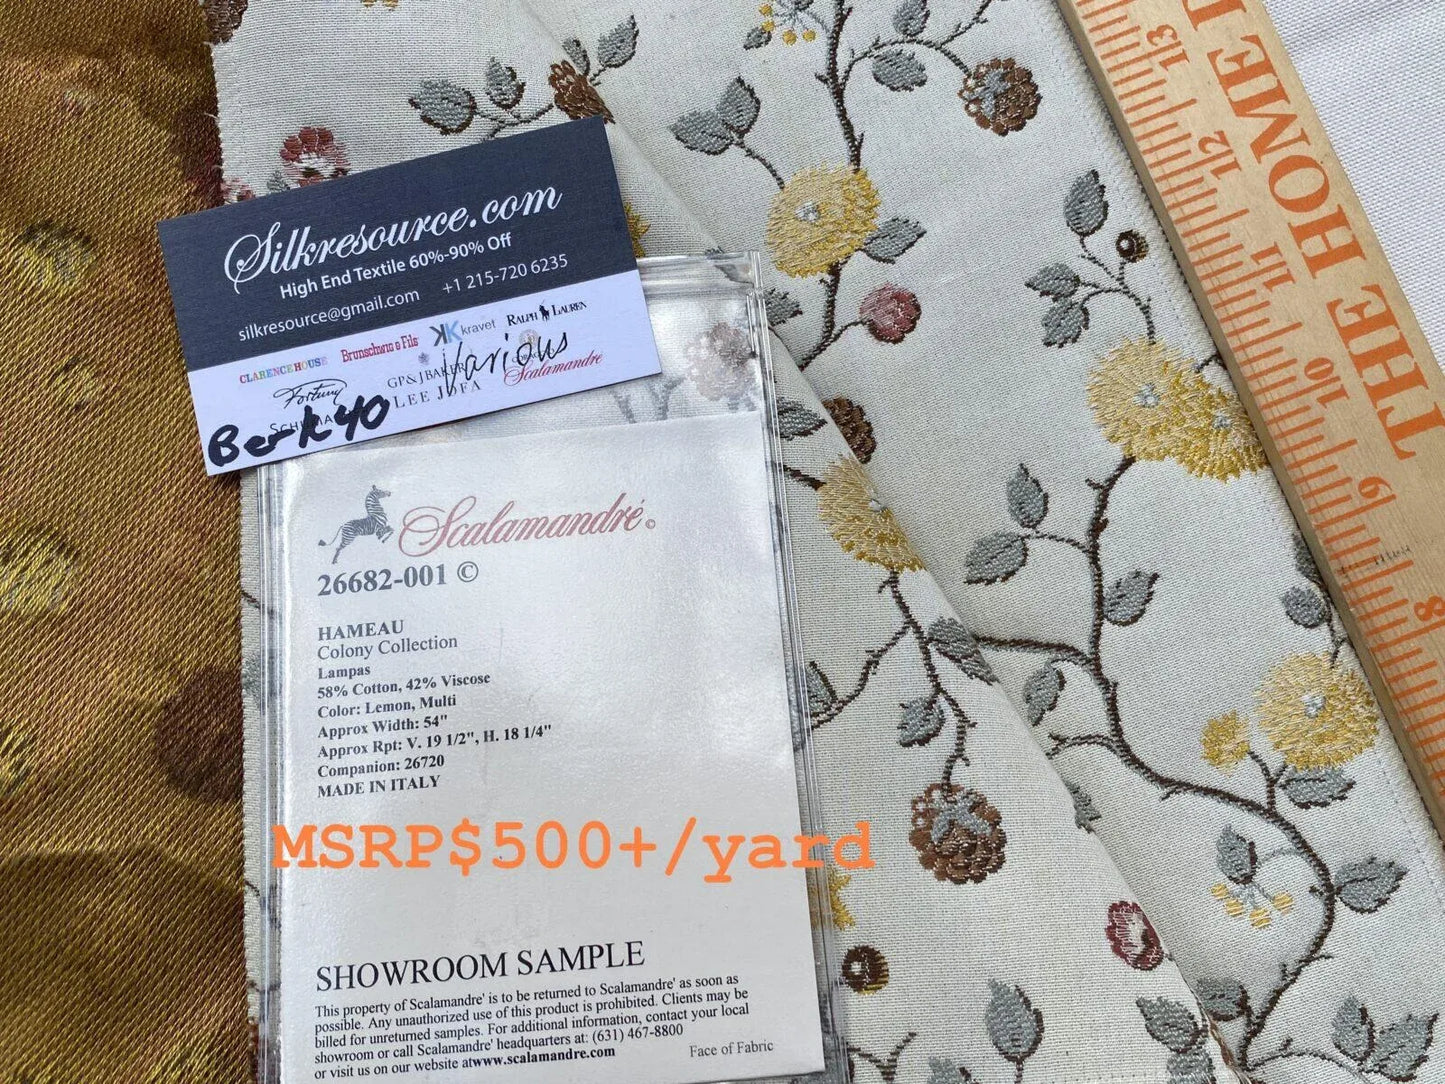 Silkresource.com
High End Textile 60%-90% Off
silkresource@gmail.com +1 215-720 6235
CLARENCE HOUSE Brunschwig & Fils kravet RALPH LAUREN
Fortuny GP&J BAKER Various Scalamandre
LEE JOFA
Berk40
Scalamandré©
26682-001 ©
HAMEAU
Colony Collection
Lampas
58% Cotton, 42% Viscose
Color: Lemon, Multi
Approx Width: 54"
Approx Rpt: V. 19 1/2", H. 18 1/4"
Companion: 26720
MADE IN ITALY
MSRP$500+/yard
SHOWROOM SAMPLE
This property of Scalamandre' is to be returned to Scalamandre' as soon as
possible. Any unauthorized use of this product is prohibited. Clients may be
billed for unreturned samples. For additional information, contact your local
showroom or call Scalamandre' headquarters at: (631) 467-8800
or visit us on our website atwww.scalamandre.com
Face of Fabric
THE HOME
8 9 10 11 12 13